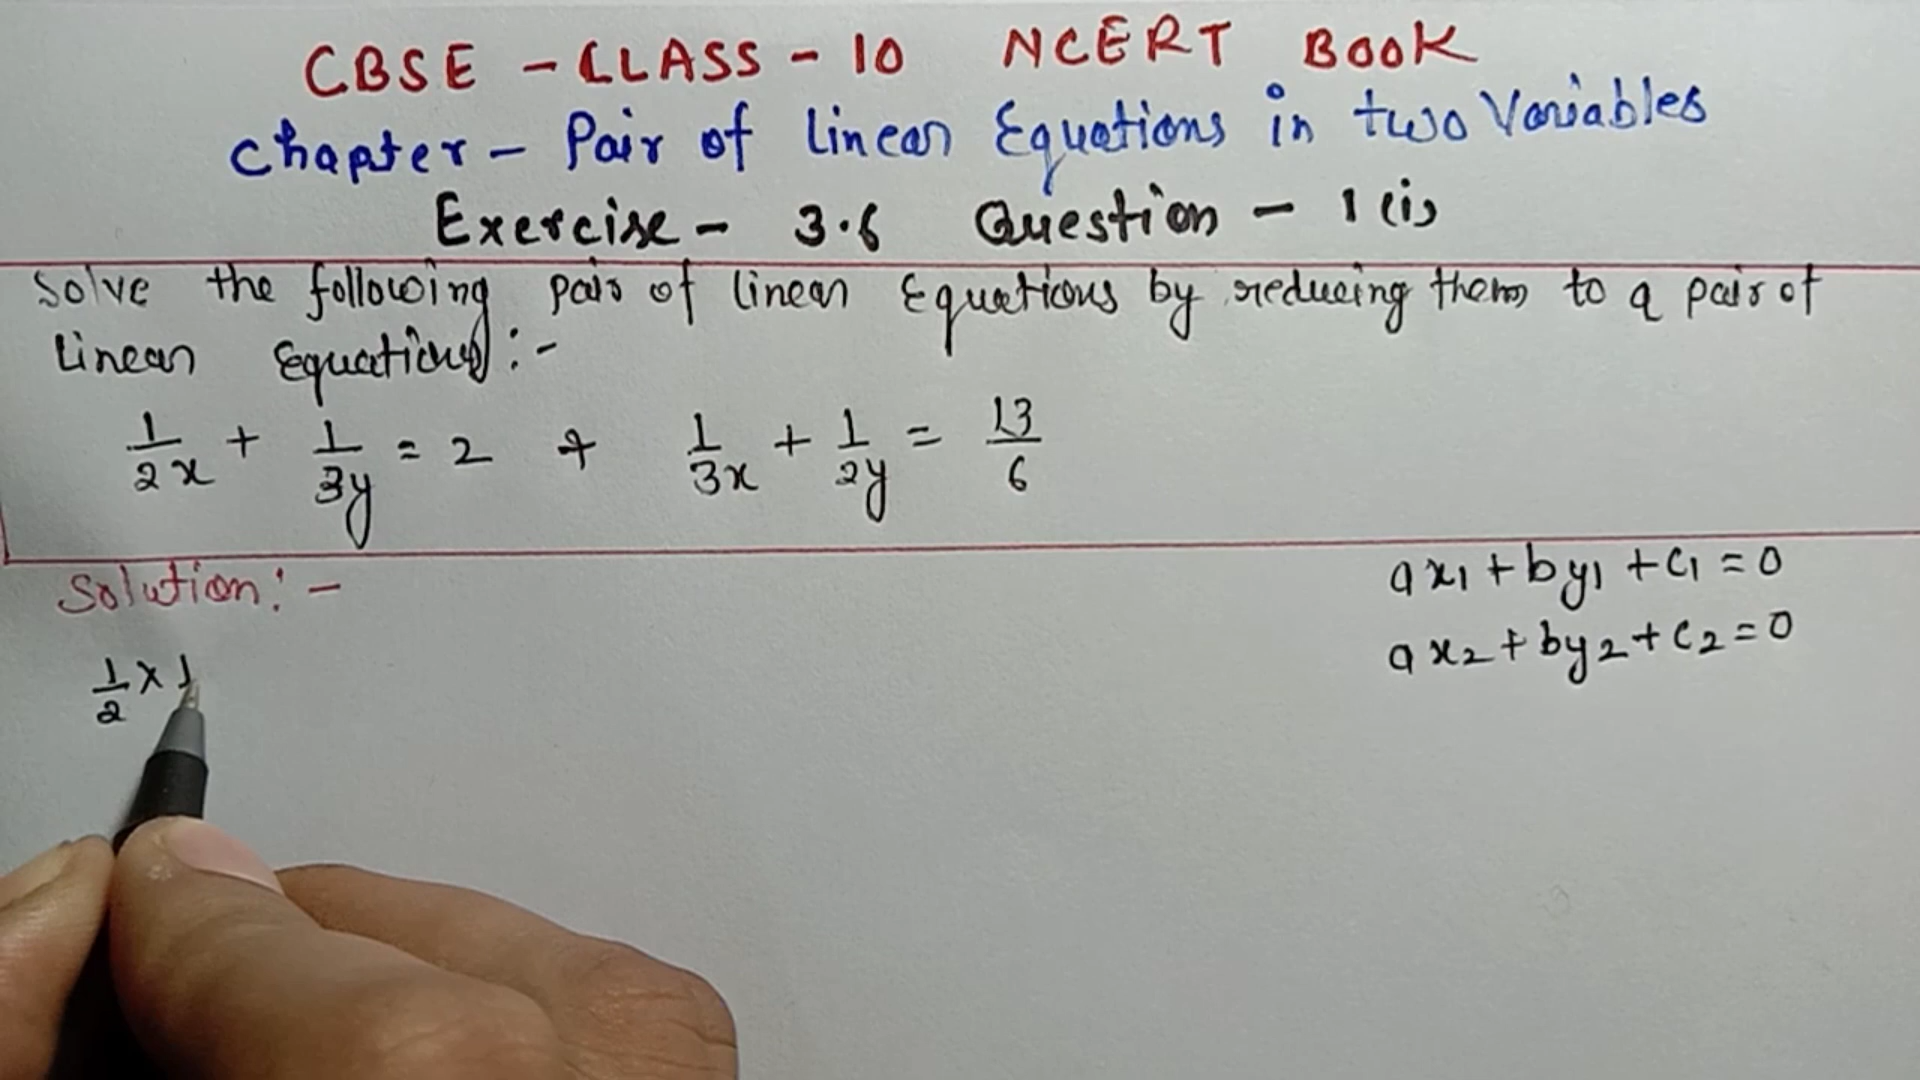 CBSE - CLASS - 10 NCERT BOOK
Chapter - Pair of linear Equations in two Variables
Exercise - 3.6 Question - 1 (i)
Solve the following pair of linear Equations by reducing them to a pair of
linear Equations :-
1/2x + 1/3y = 2 & 1/3x + 1/2y = 13/6
Solution :-
ax₁ + by₁ + c₁ = 0
ax₂ + by₂ + c₂ = 0
1/2 × 1